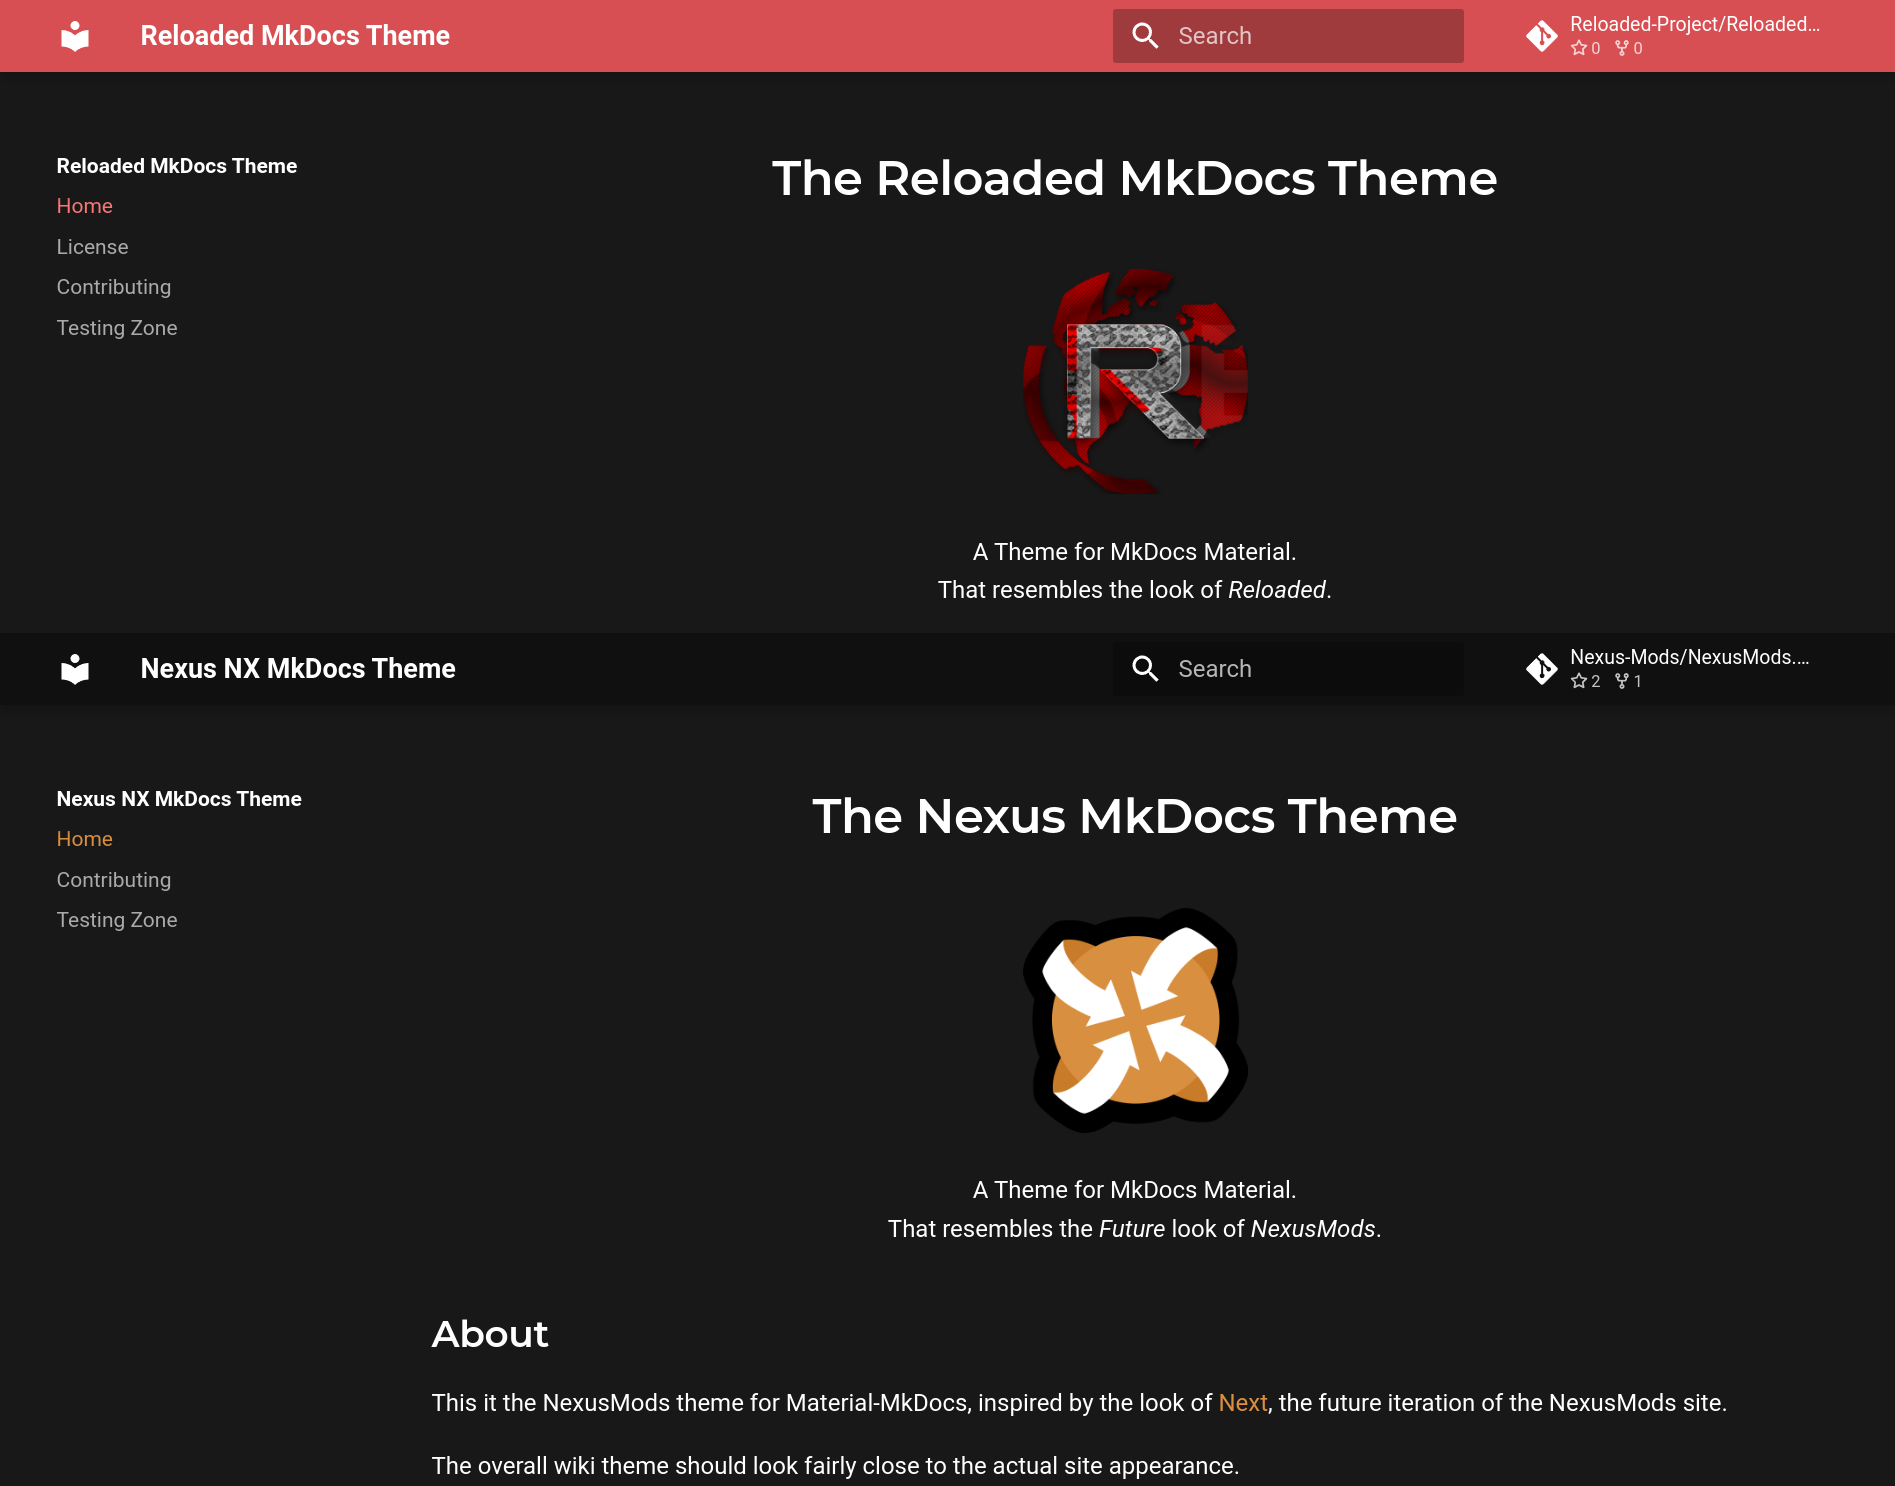 Reloaded MkDocs Theme
Search
Reloaded-Project/Reloaded...
0 0
Reloaded MkDocs Theme
Home
License
Contributing
Testing Zone
The Reloaded MkDocs Theme
R
A Theme for MkDocs Material.
That resembles the look of Reloaded.
Nexus NX MkDocs Theme
Search
Nexus-Mods/NexusMods....
2 1
Nexus NX MkDocs Theme
Home
Contributing
Testing Zone
The Nexus MkDocs Theme
A Theme for MkDocs Material.
That resembles the Future look of NexusMods.
About
This it the NexusMods theme for Material-MkDocs, inspired by the look of Next, the future iteration of the NexusMods site.
The overall wiki theme should look fairly close to the actual site appearance.